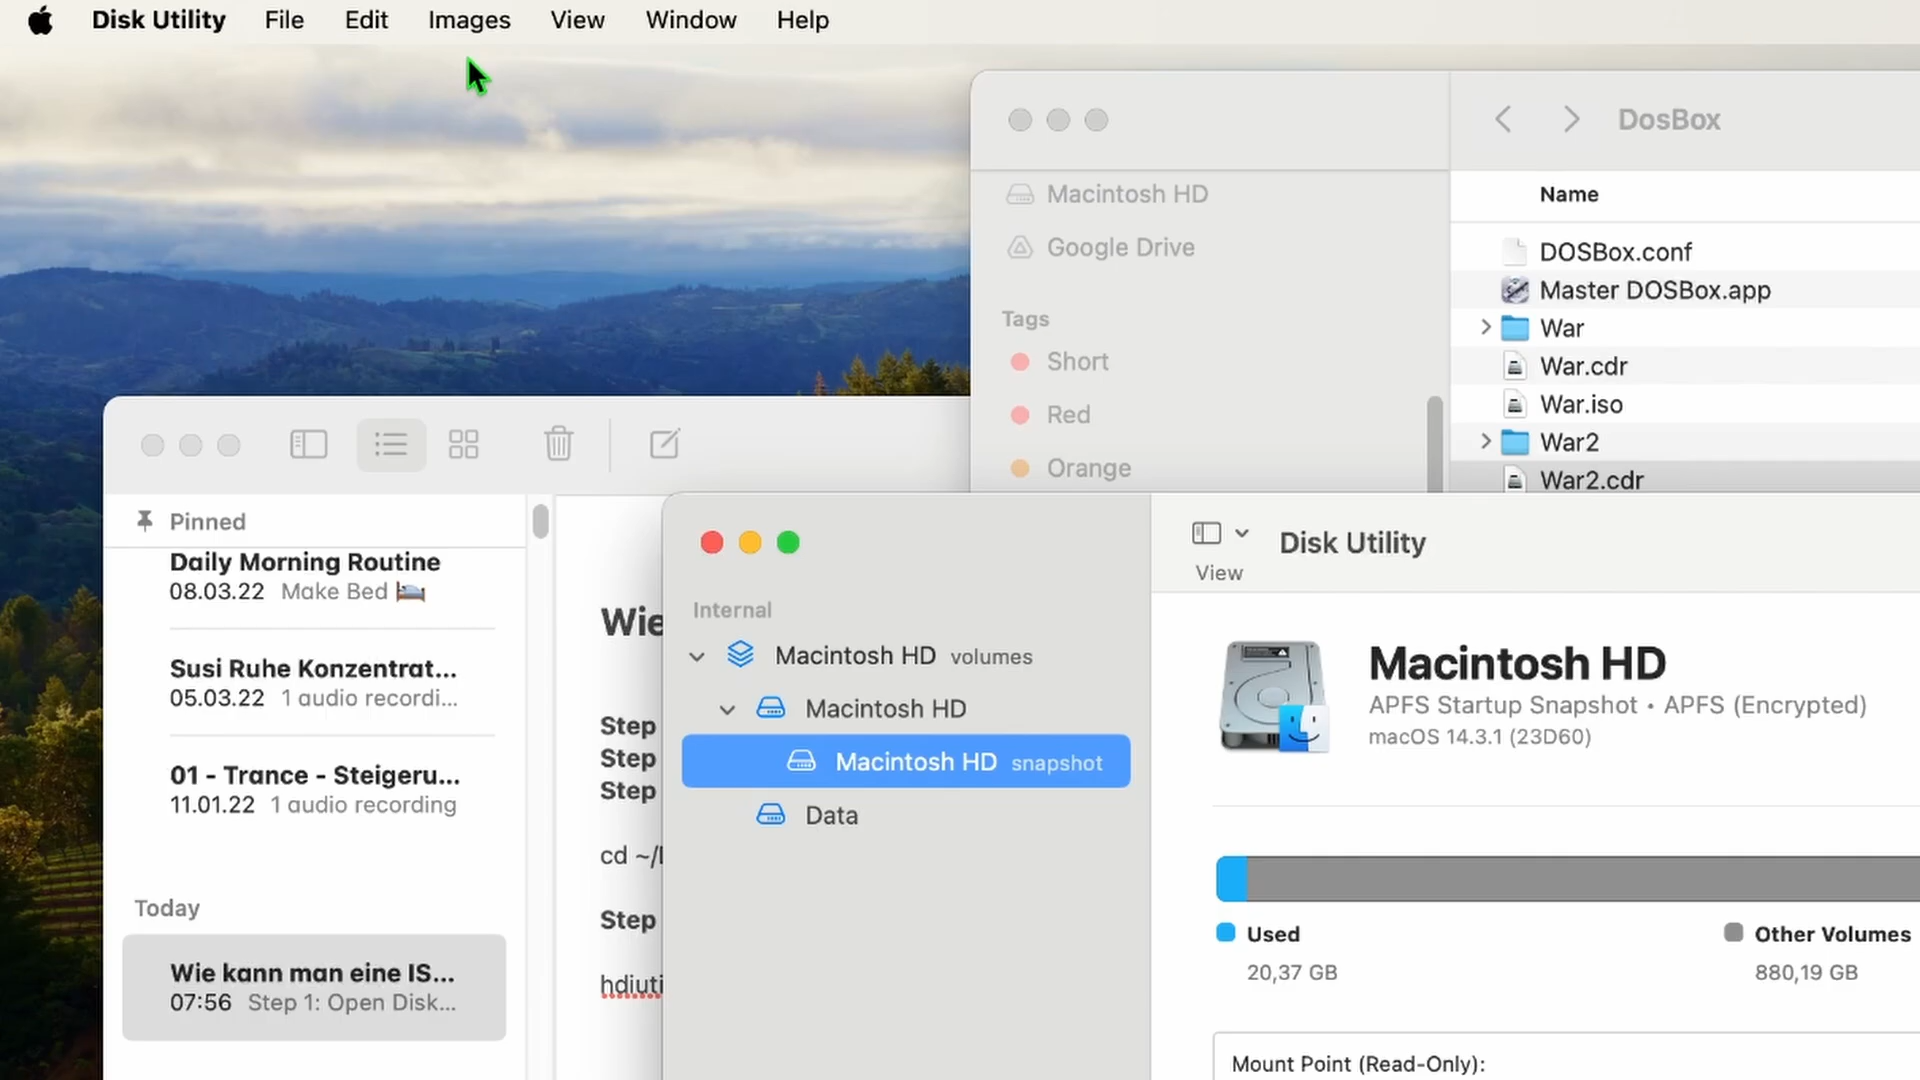 Disk Utility File Edit Images View Window Help
DosBox
Macintosh HD
Google Drive
Tags
Short
Red
Orange
Name
DOSBox.conf
Master DOSBox.app
War
War.cdr
War.iso
War2
War2.cdr
Pinned
Daily Morning Routine
08.03.22 Make Bed 🛏️
Susi Ruhe Konzentrat...
05.03.22 1 audio recordi...
01 - Trance - Steigeru...
11.01.22 1 audio recording
Today
Wie kann man eine IS...
07:56 Step 1: Open Disk...
Wie
Step
Step
Step
cd ~/
Step
hdiuti
Internal
Macintosh HD volumes
Macintosh HD
Macintosh HD snapshot
Data
View
Disk Utility
Macintosh HD
APFS Startup Snapshot • APFS (Encrypted)
macOS 14.3.1 (23D60)
Used
20,37 GB
Other Volumes
880,19 GB
Mount Point (Read-Only):